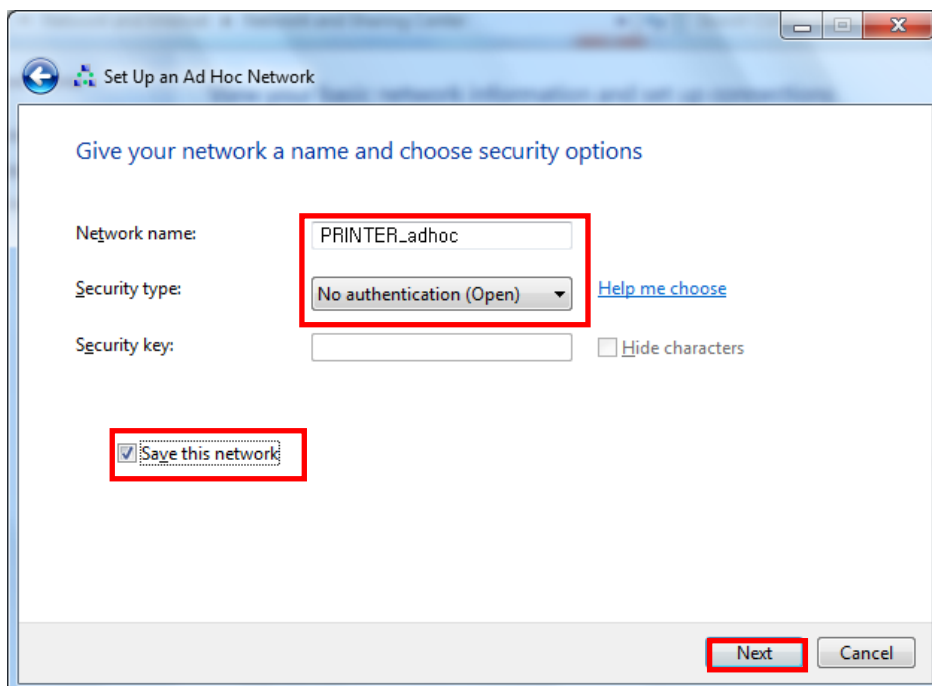 Set Up an Ad Hoc Network
Give your network a name and choose security options
Network name: PRINTER_adhoc
Security type: No authentication (Open) Help me choose
Security key: Hide characters
Save this network
Next Cancel